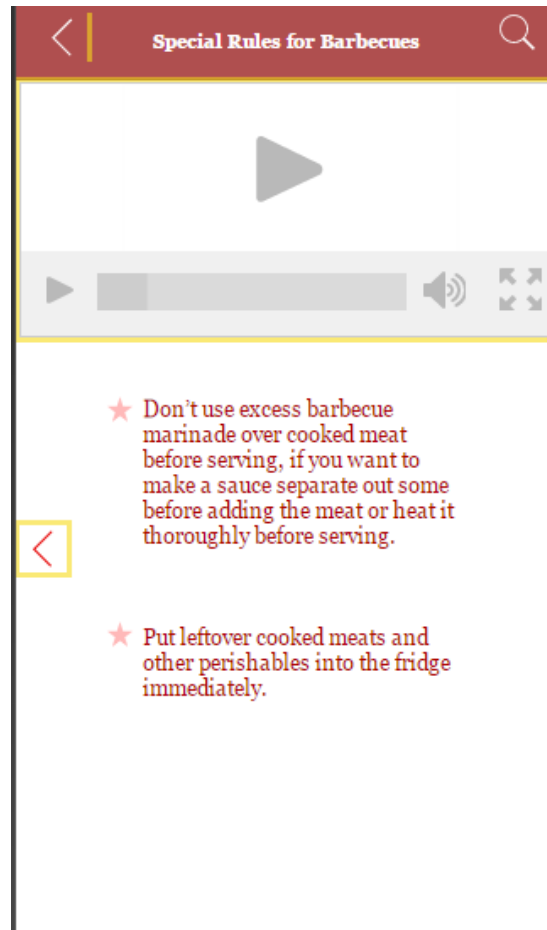 Special Rules for Barbecues
Don't use excess barbecue
marinade over cooked meat
before serving, if you want to
make a sauce separate out some
before adding the meat or heat it
thoroughly before serving.
Put leftover cooked meats and
other perishables into the fridge
immediately.